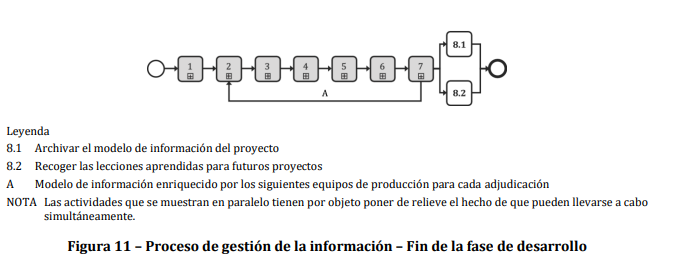 8.1
1 2 3 4 5 6 7
A
8.2
Leyenda
8.1 Archivar el modelo de información del proyecto
8.2 Recoger las lecciones aprendidas para futuros proyectos
A Modelo de información enriquecido por los siguientes equipos de producción para cada adjudicación
NOTA Las actividades que se muestran en paralelo tienen por objeto poner de relieve el hecho de que pueden llevarse a cabo
simultáneamente.
Figura 11 – Proceso de gestión de la información – Fin de la fase de desarrollo